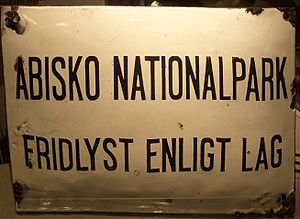 ABISKO NATIONALPARK
FRIDLYST ENLIGT LAG